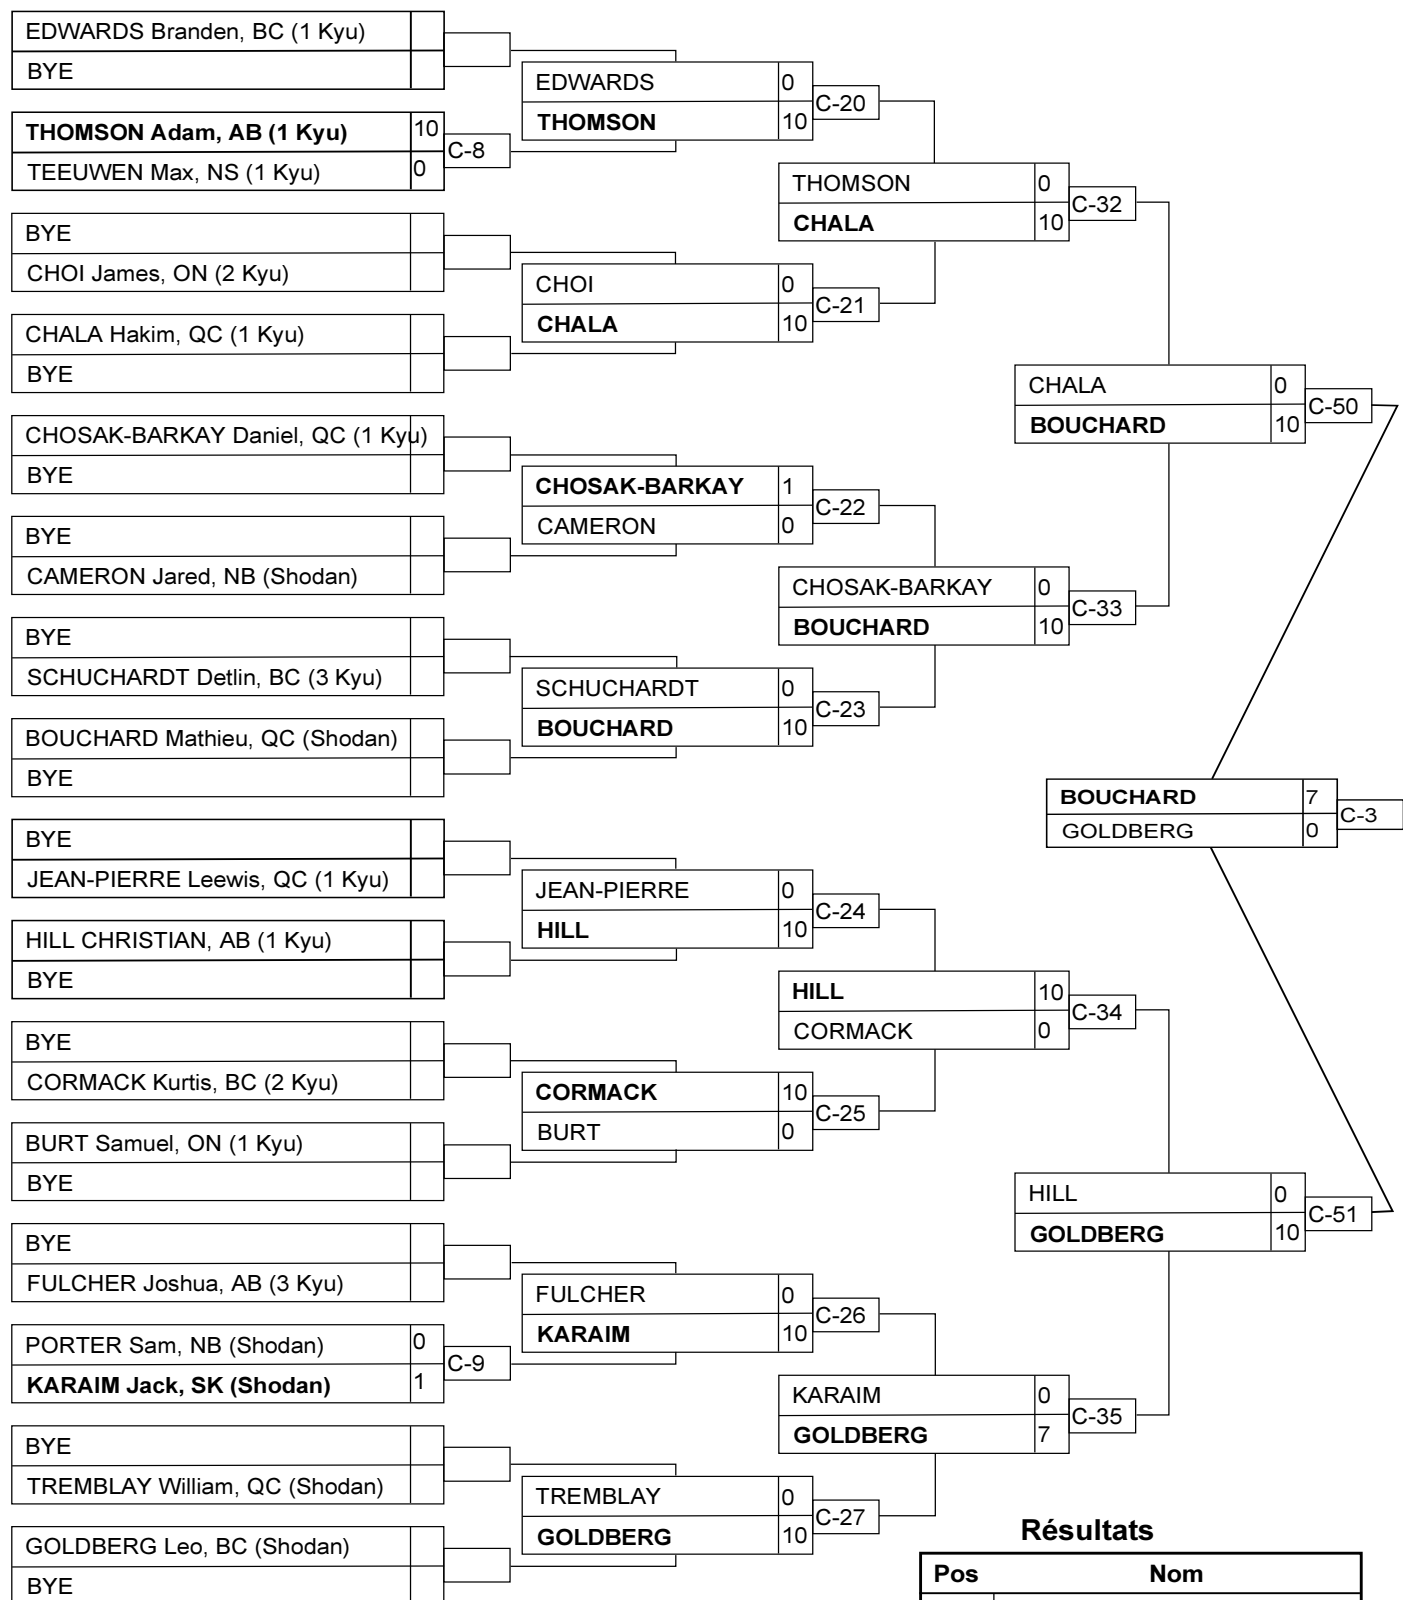 EDWARDS Branden, BC (1 Kyu)
BYE
THOMSON Adam, AB (1 Kyu) 10
TEEUWEN Max, NS (1 Kyu) 0
C-8
BYE
CHOI James, ON (2 Kyu)
CHALA Hakim, QC (1 Kyu)
BYE
CHOSAK-BARKAY Daniel, QC (1 Kyu)
BYE
BYE
CAMERON Jared, NB (Shodan)
BYE
SCHUCHARDT Detlin, BC (3 Kyu)
BOUCHARD Mathieu, QC (Shodan)
BYE
BYE
JEAN-PIERRE Leewis, QC (1 Kyu)
HILL CHRISTIAN, AB (1 Kyu)
BYE
BYE
CORMACK Kurtis, BC (2 Kyu)
BURT Samuel, ON (1 Kyu)
BYE
BYE
FULCHER Joshua, AB (3 Kyu)
PORTER Sam, NB (Shodan) 0
KARAIM Jack, SK (Shodan) 1
C-9
BYE
TREMBLAY William, QC (Shodan)
GOLDBERG Leo, BC (Shodan)
BYE
EDWARDS 0
THOMSON 10
C-20
CHOI 0
CHALA 10
C-21
CHOSAK-BARKAY 1
CAMERON 0
C-22
SCHUCHARDT 0
BOUCHARD 10
C-23
JEAN-PIERRE 0
HILL 10
C-24
CORMACK 10
BURT 0
C-25
FULCHER 0
KARAIM 10
C-26
TREMBLAY 0
GOLDBERG 10
C-27
THOMSON 0
CHALA 10
C-32
CHOSAK-BARKAY 0
BOUCHARD 10
C-33
HILL 10
CORMACK 0
C-34
KARAIM 0
GOLDBERG 7
C-35
CHALA 0
BOUCHARD 10
C-50
HILL 0
GOLDBERG 10
C-51
BOUCHARD 7
GOLDBERG 0
C-3
Résultats
Pos Nom